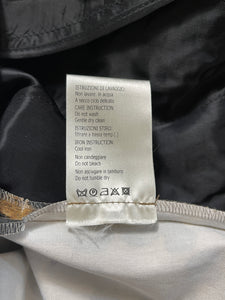 ISTRUZIONI DI LAVAGGIO
Non lavare in acqua
A secco ciclo delicato
CARE INSTRUCTION
Do not wash
Gentle dry clean
ISTRUZIONI STIRO
Stirare a bassa temp.(·)
IRON INSTRUCTION
Cool iron
Non candeggiare
Do not bleach
Non asciugare in tamburo
Do not tumble dry